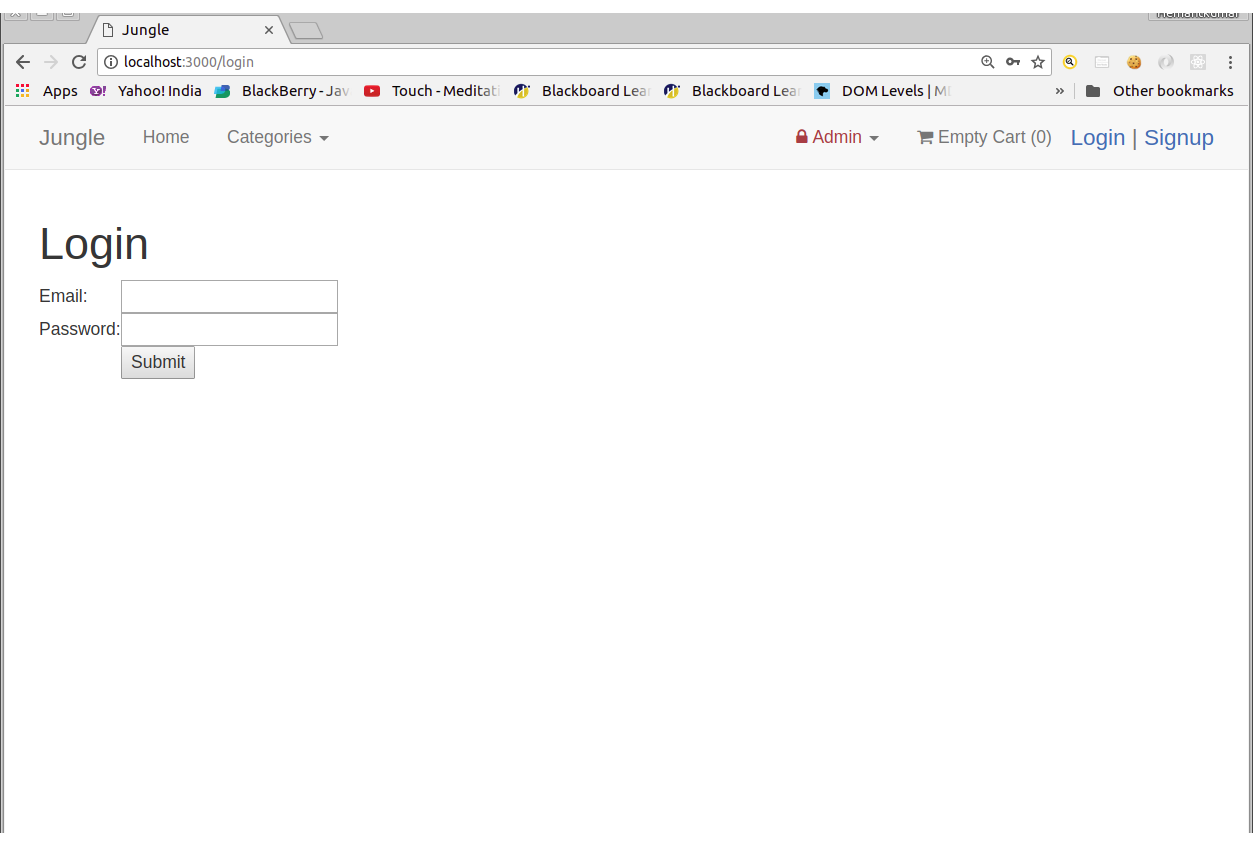 Hemantkumar
Jungle
localhost:3000/login
Apps Yahoo! India BlackBerry - Jav Touch - Meditati Blackboard Lear Blackboard Lear DOM Levels | M » Other bookmarks
Jungle Home Categories Admin Empty Cart (0) Login | Signup
Login
Email:
Password:
Submit